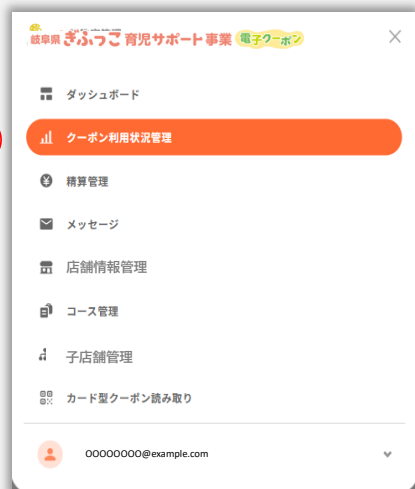 岐阜県 ぎふっこ 育児サポート事業 電子クーポン
ダッシュボード
クーポン利用状況管理
精算管理
メッセージ
店舗情報管理
コース管理
子店舗管理
カード型クーポン読み取り
OOOOOOOO@example.com